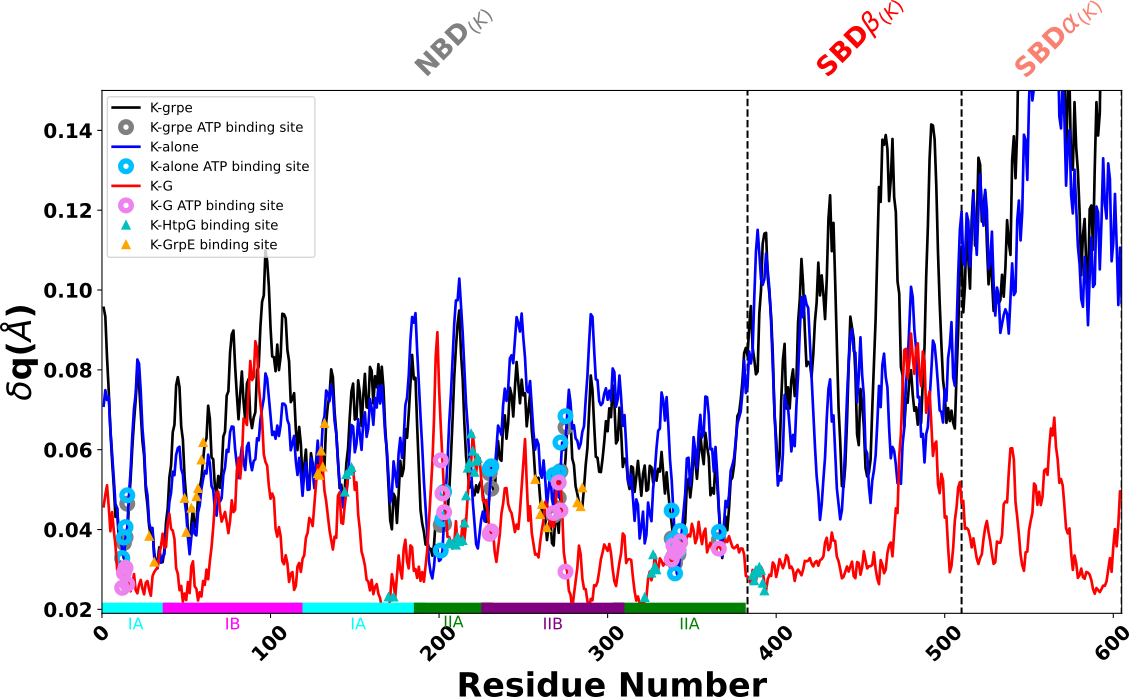 NBD(K)
SBDβ(K)
SBDα(K)
K-grpe
K-grpe ATP binding site
K-alone
K-alone ATP binding site
K-G
K-G ATP binding site
K-HtpG binding site
K-GrpE binding site
δq(Å)
0.14
0.12
0.10
0.08
0.06
0.04
0.02
IA
IB
IA
IIA
IIB
IIA
0
100
200
300
400
500
600
Residue Number